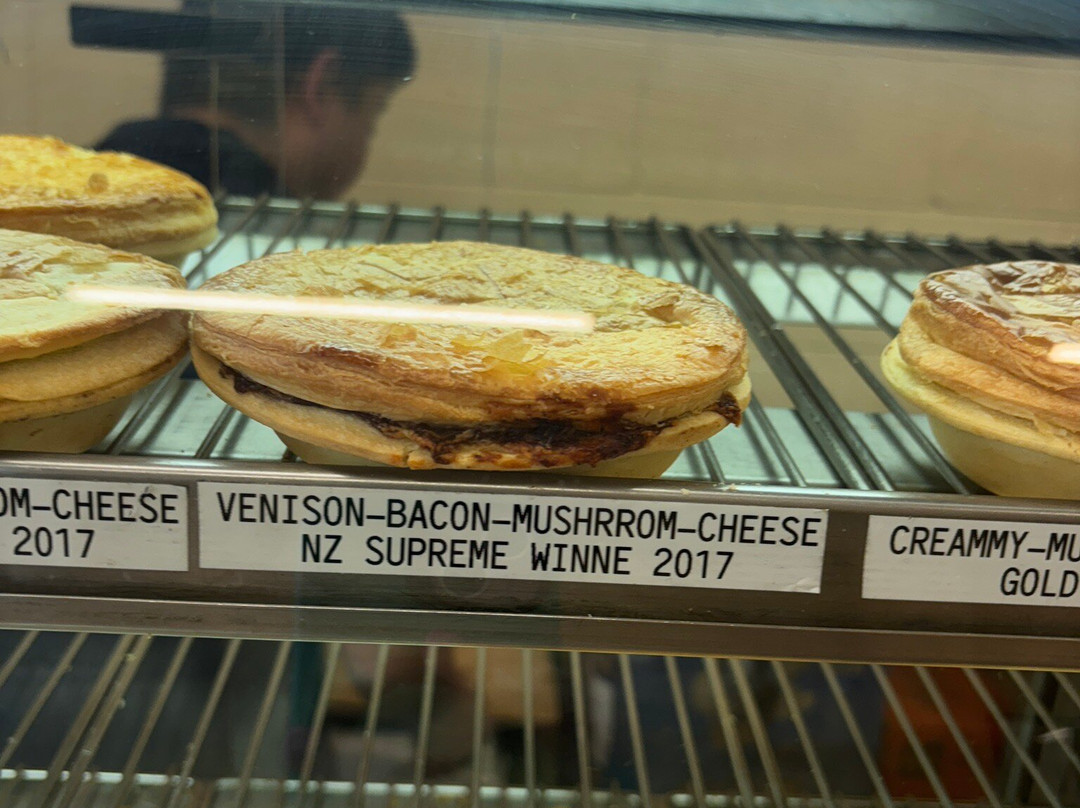 OM-CHEESE
2017
VENISON-BACON-MUSHRROM-CHEESE
NZ SUPREME WINNE 2017
CREAMMY-MU
GOLD